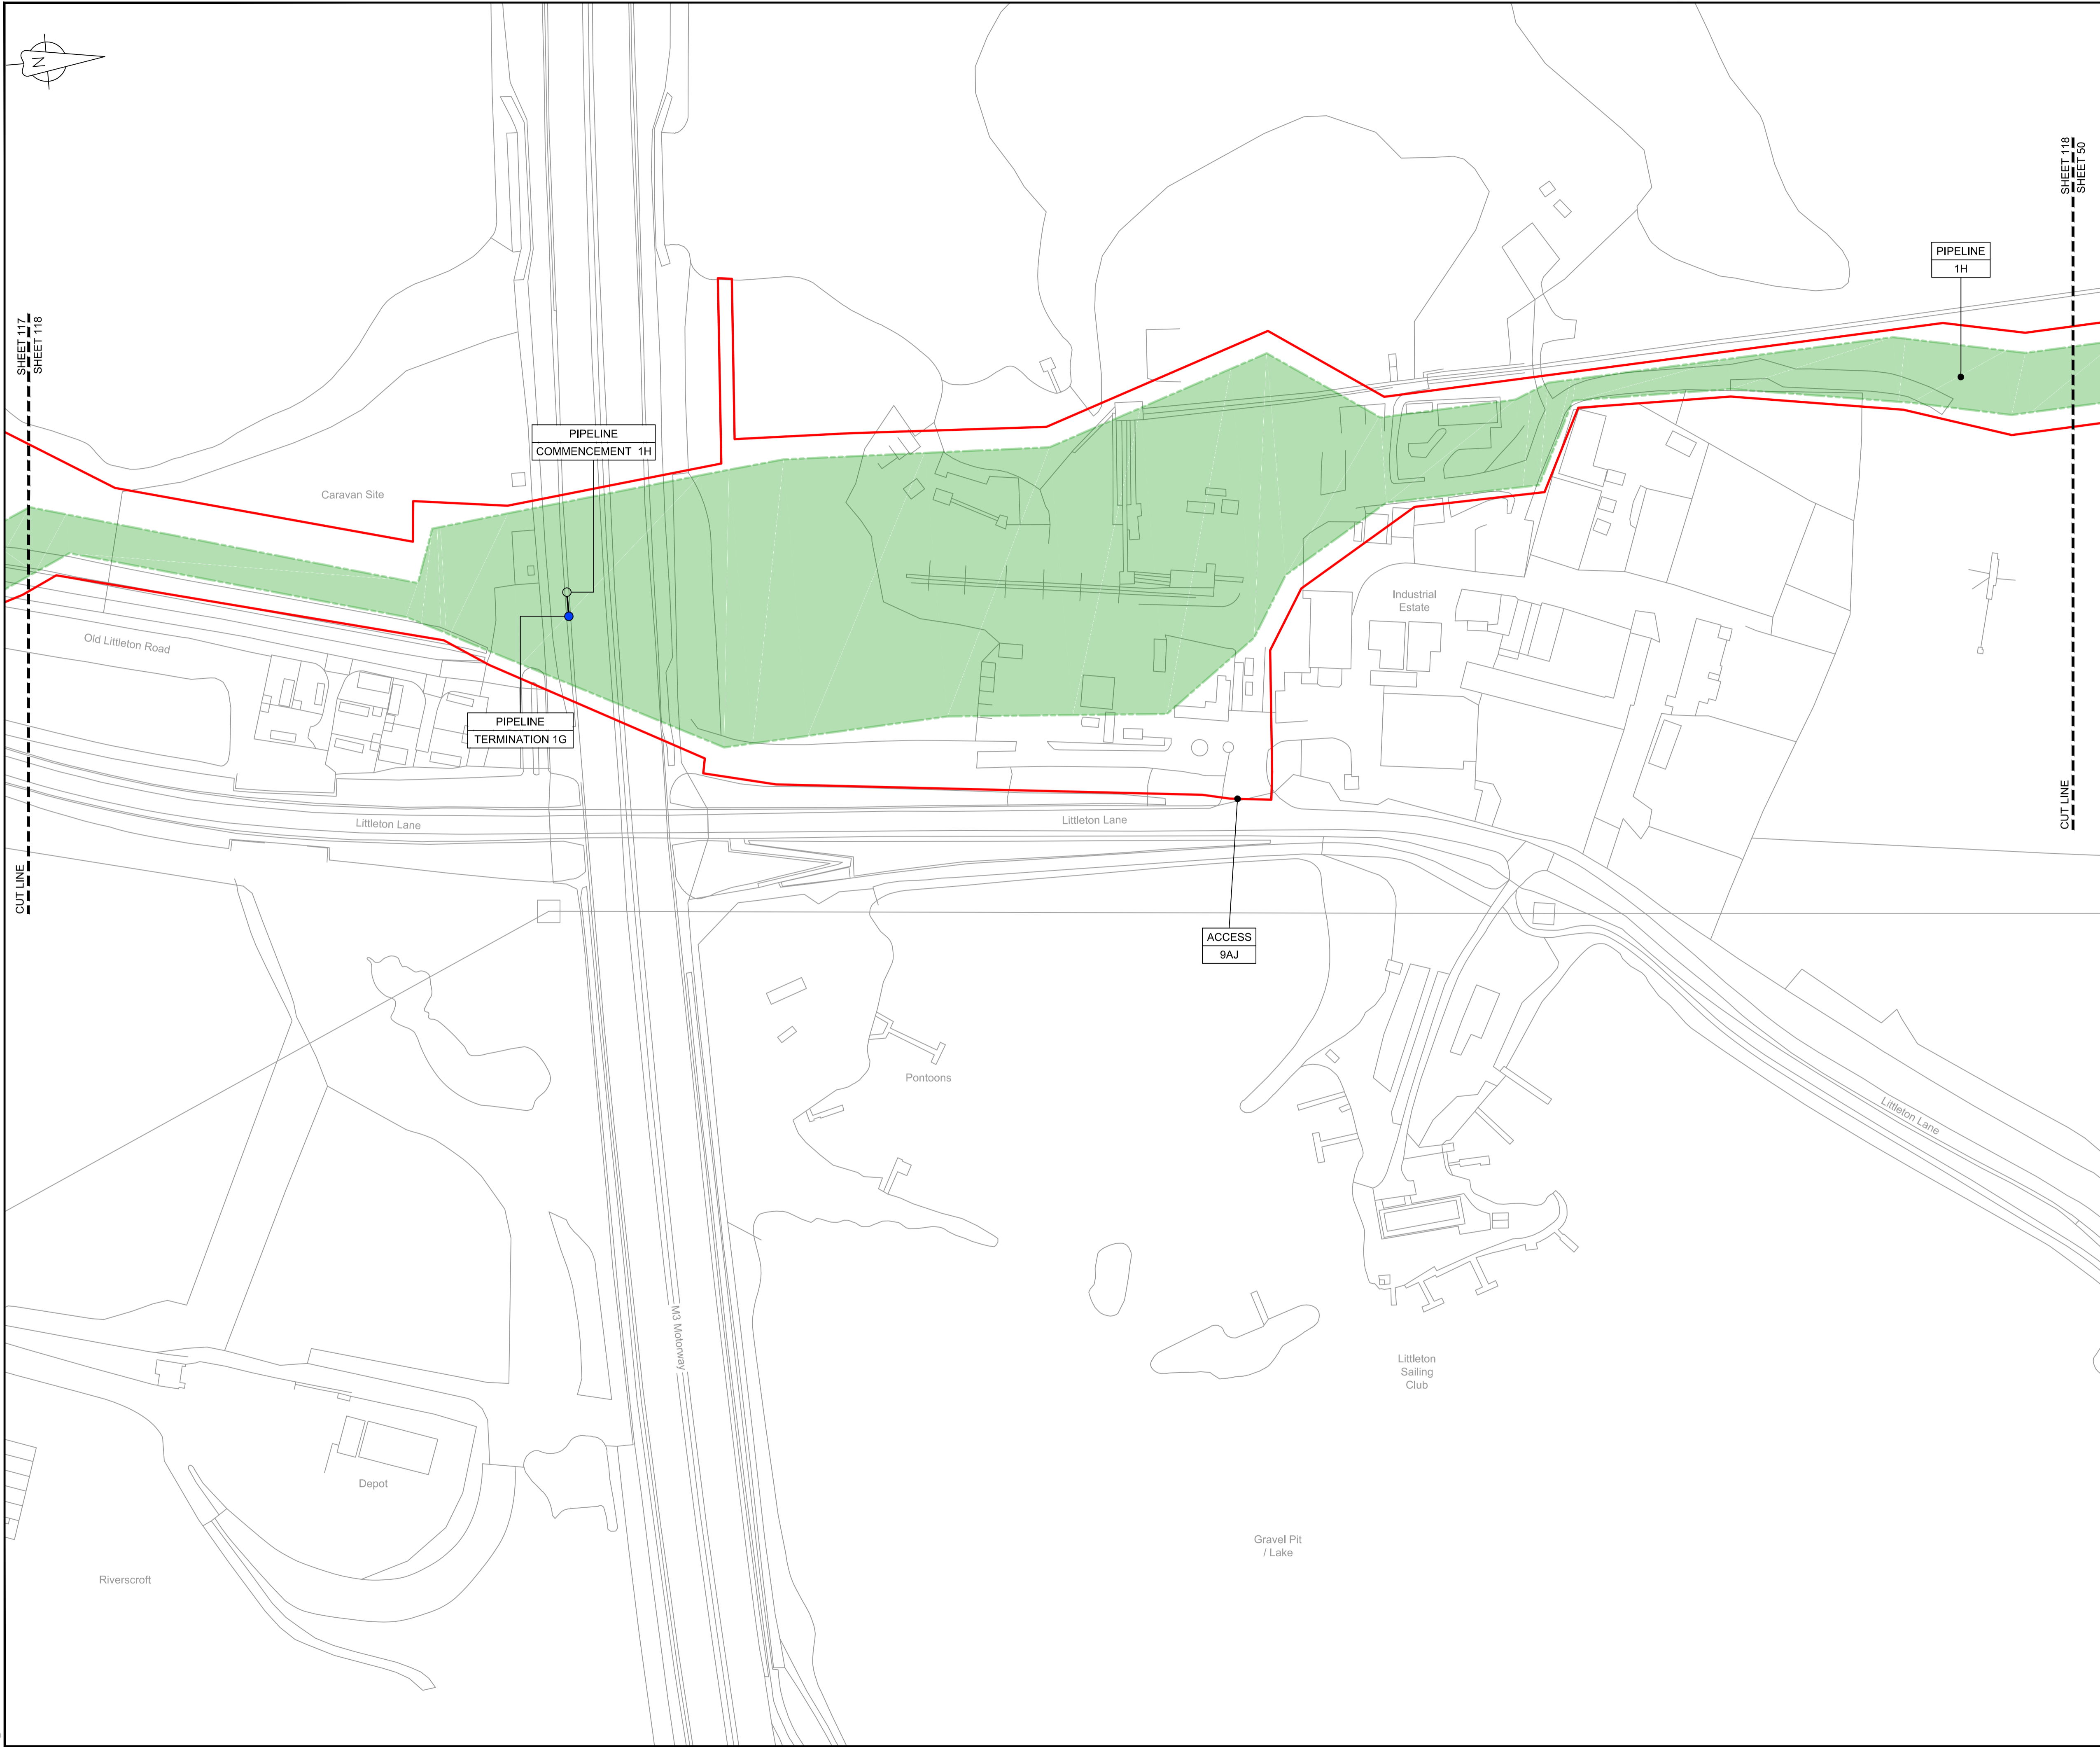 N
SHEET 118
SHEET 50
PIPELINE
1H
SHEET 117
SHEET 118
PIPELINE
COMMENCEMENT 1H
Caravan Site
Industrial
Estate
Old Littleton Road
PIPELINE
TERMINATION 1G
CUT LINE
Littleton Lane
Littleton Lane
CUT LINE
ACCESS
9AJ
Pontoons
Littleton Lane
M3 Motorway
Littleton
Sailing
Club
Depot
Gravel Pit
/ Lake
Riverscroft